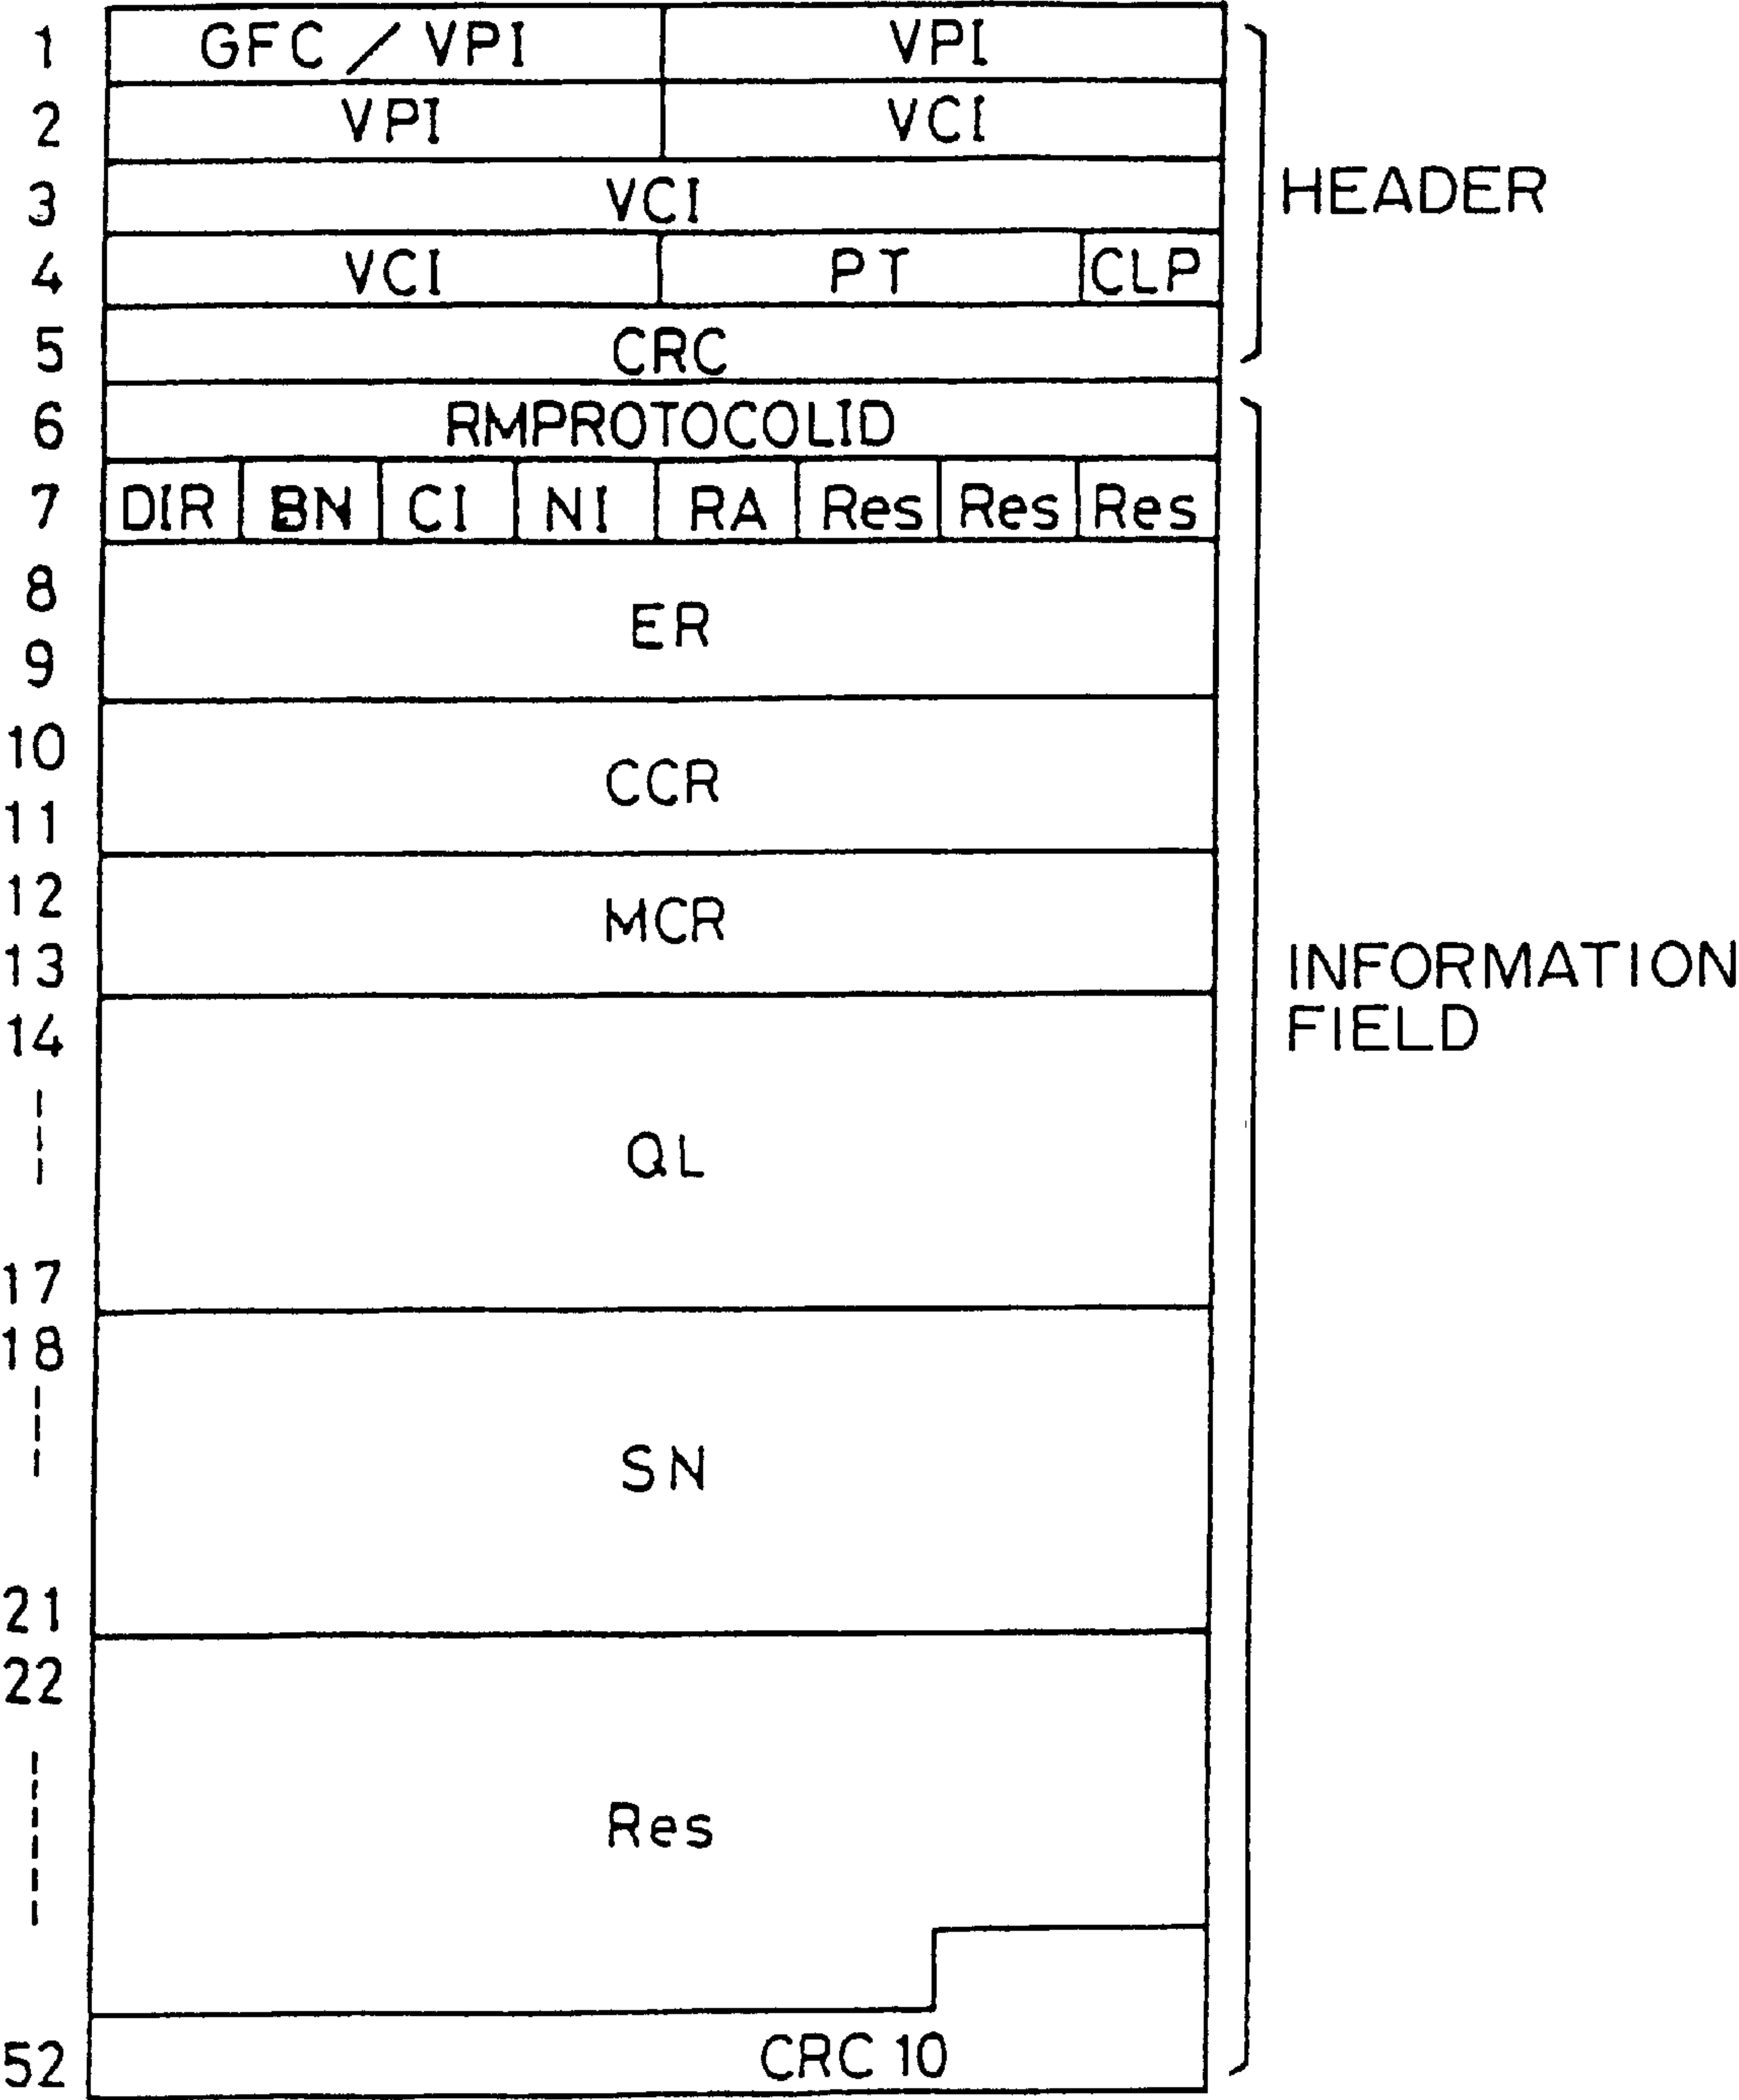 1 GFC / VPI VPI
2 VPI VCI
3 VCI
HEADER
4 VCI PT CLP
5 CRC
6 RMPROTOCOLID
7 DIR BN CI NI RA Res Res Res
8
ER
9
10
CCR
11
12
MCR
13
INFORMATION
FIELD
14
QL
17
18
SN
21
22
Res
52 CRC 10